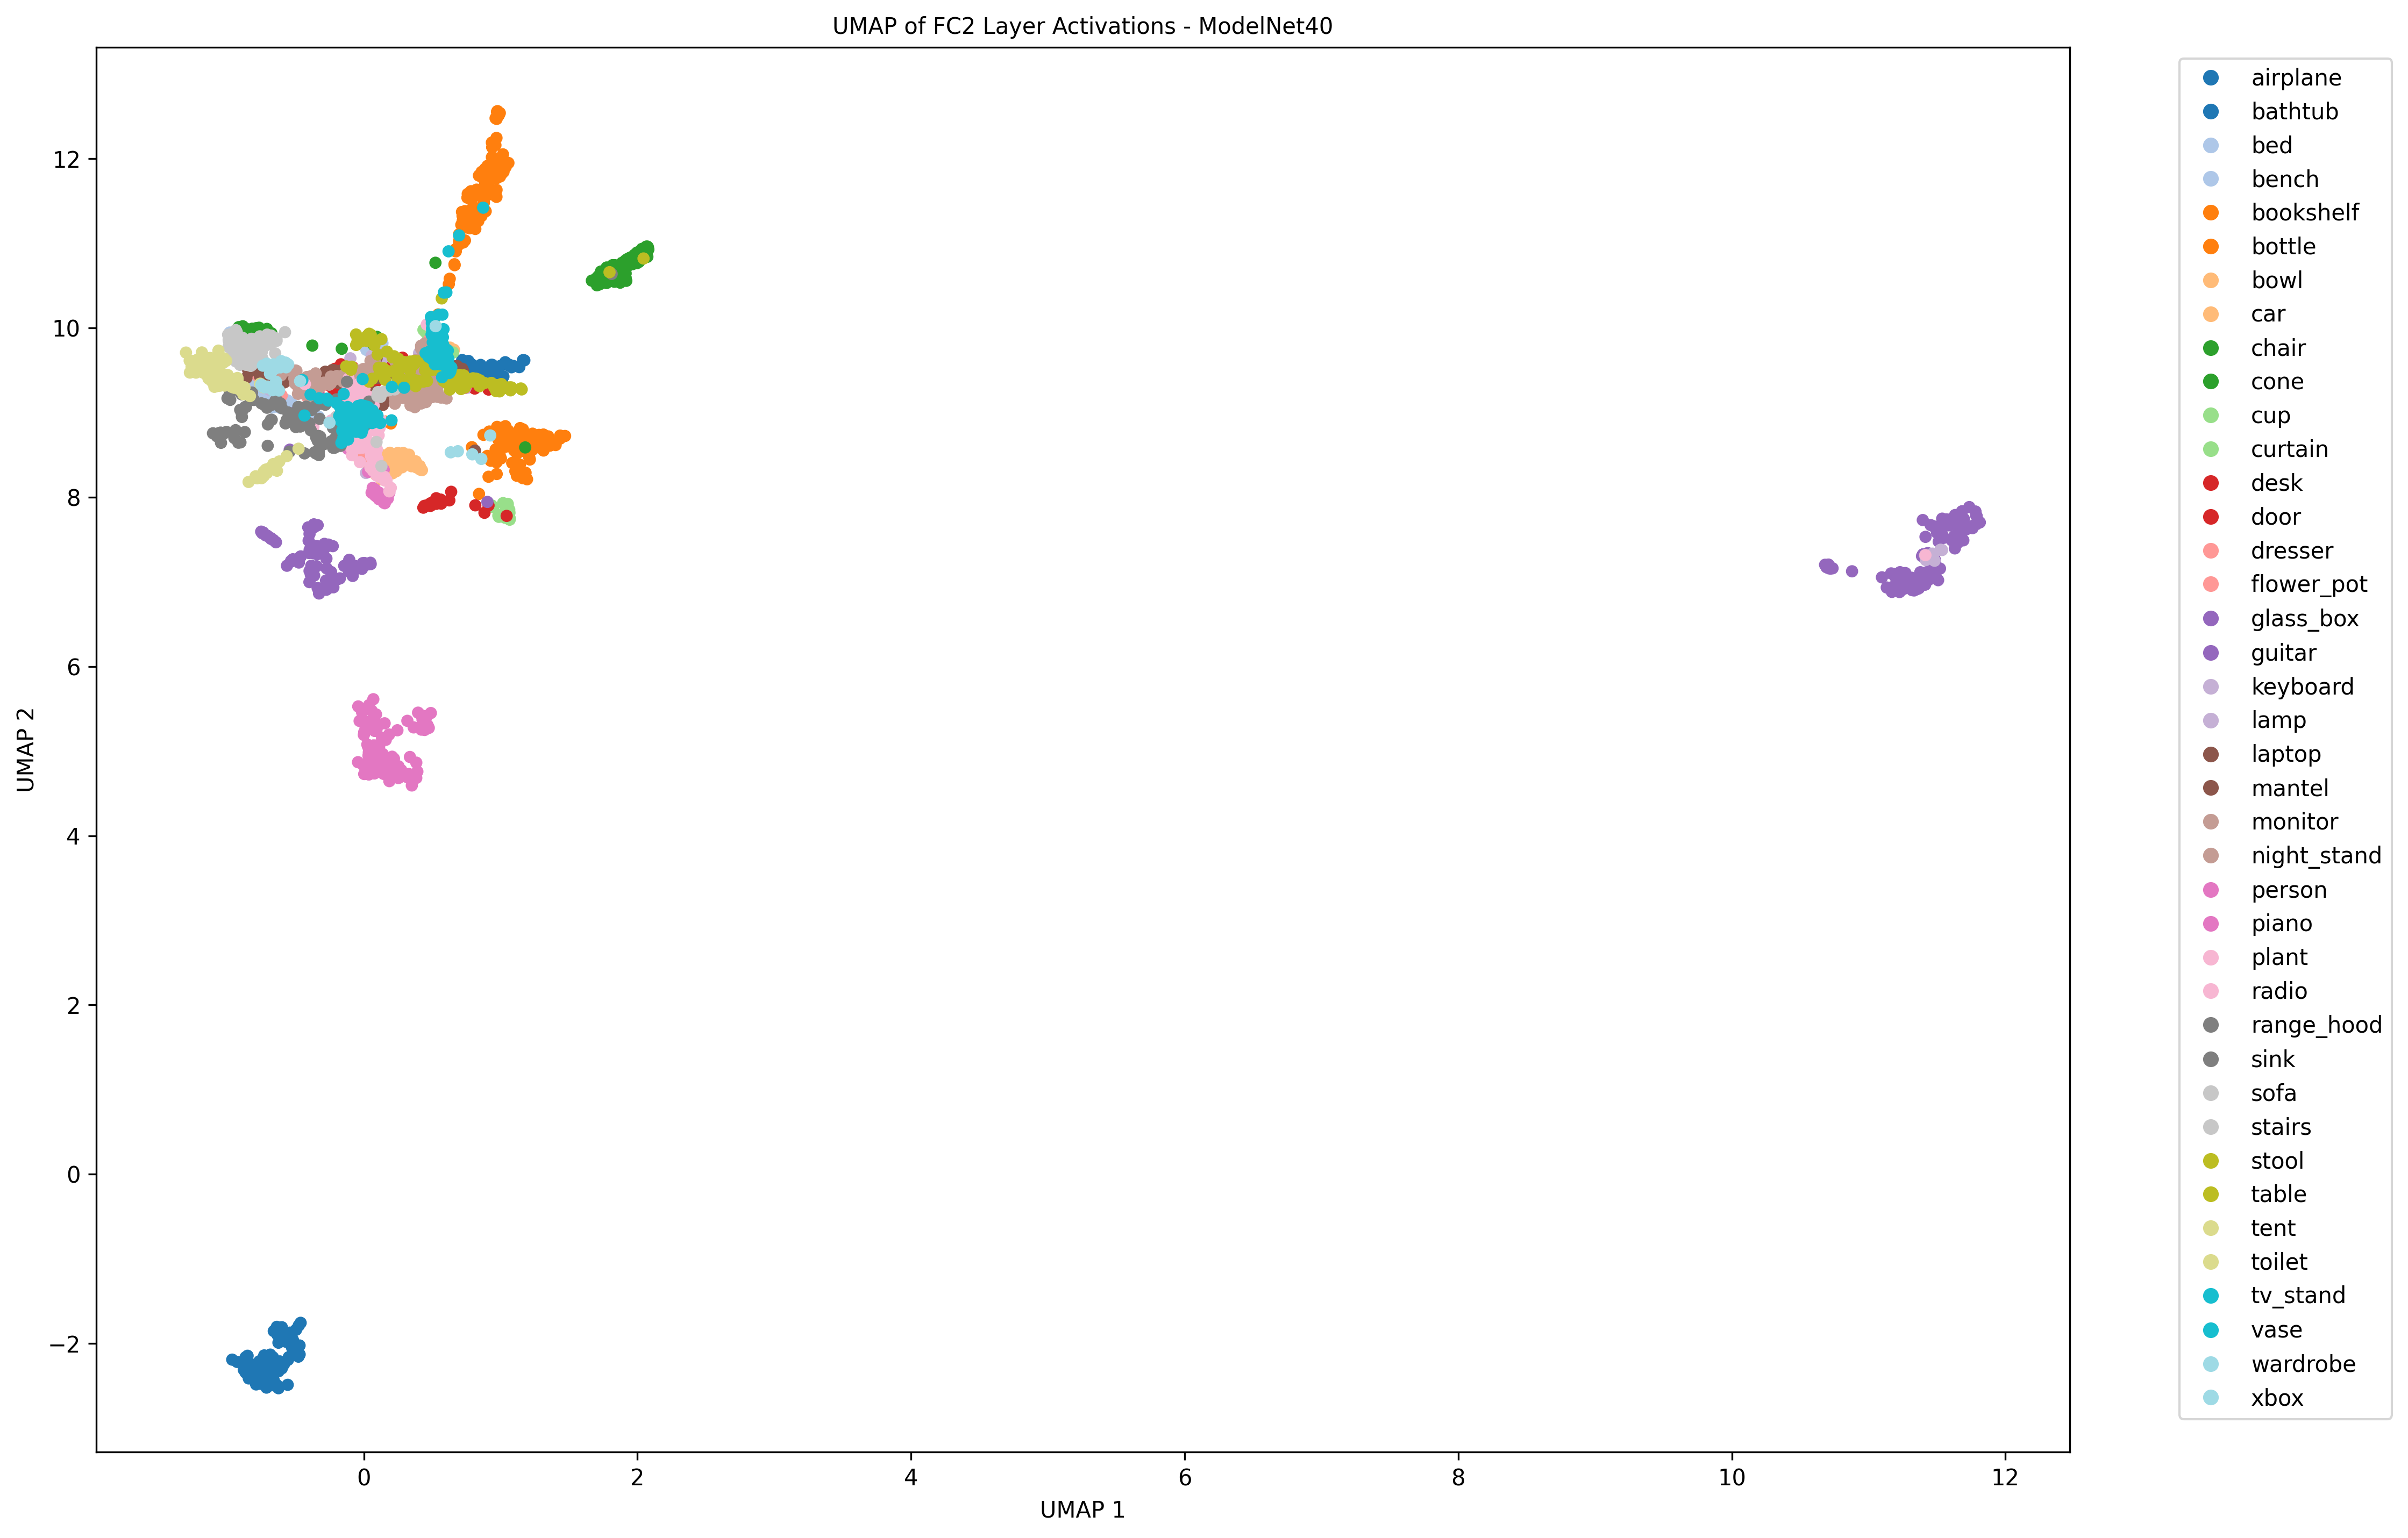 UMAP of FC2 Layer Activations - ModelNet40
12
10
8
6
4
2
0
−2
UMAP 2
0
2
4
6
8
10
12
UMAP 1
airplane
bathtub
bed
bench
bookshelf
bottle
bowl
car
chair
cone
cup
curtain
desk
door
dresser
flower_pot
glass_box
guitar
keyboard
lamp
laptop
mantel
monitor
night_stand
person
piano
plant
radio
range_hood
sink
sofa
stairs
stool
table
tent
toilet
tv_stand
vase
wardrobe
xbox